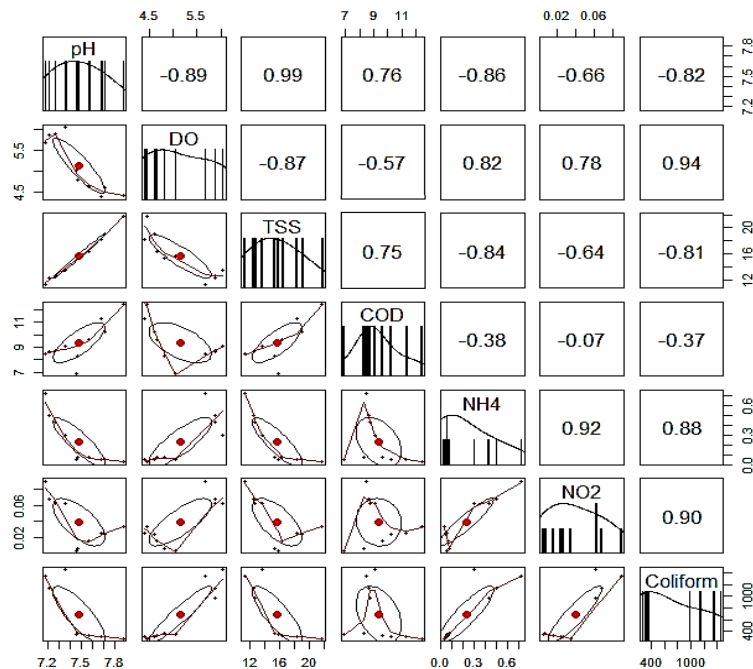 4.5 5.5 7 9 11 0.02 0.06
pH -0.89 0.99 0.76 -0.86 -0.66 -0.82 7.2 7.5 7.8
4.5 5.5 DO -0.87 -0.57 0.82 0.78 0.94
TSS 0.75 -0.84 -0.64 -0.81 12 16 20
7 9 11 COD -0.38 -0.07 -0.37
NH4 0.92 0.88 0.0 0.3 0.6
0.02 0.06 NO2 0.90
Coliform 400 1000
7.2 7.5 7.8 12 16 20 0.0 0.3 0.6 400 1000